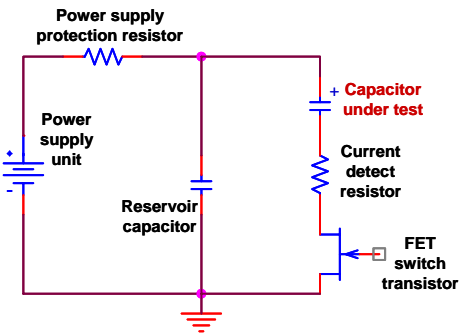 Power supply
protection resistor
+ Capacitor
under test
Power
supply
unit
+
-
Current
detect
resistor
Reservoir
capacitor
FET
switch
transistor